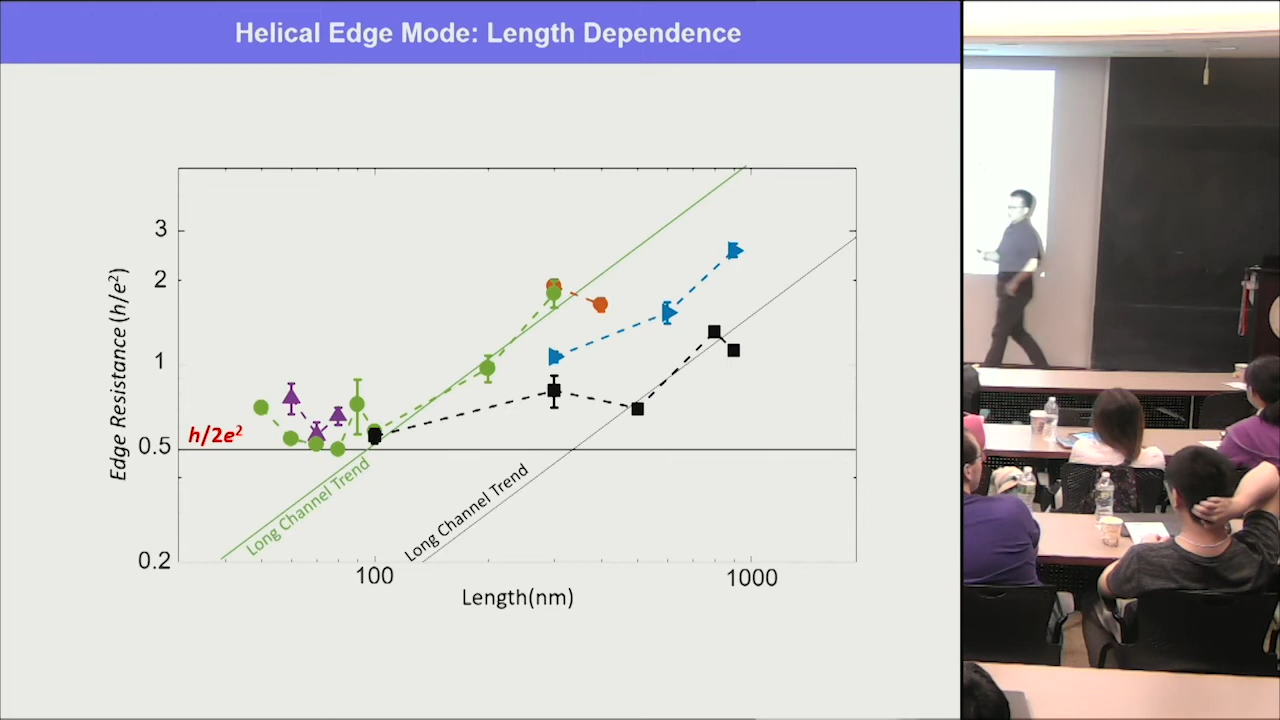 Helical Edge Mode: Length Dependence
3
2
1
0.5
0.2
Edge Resistance (h/e²)
h/2e²
Long Channel Trend
Long Channel Trend
100
1000
Length(nm)